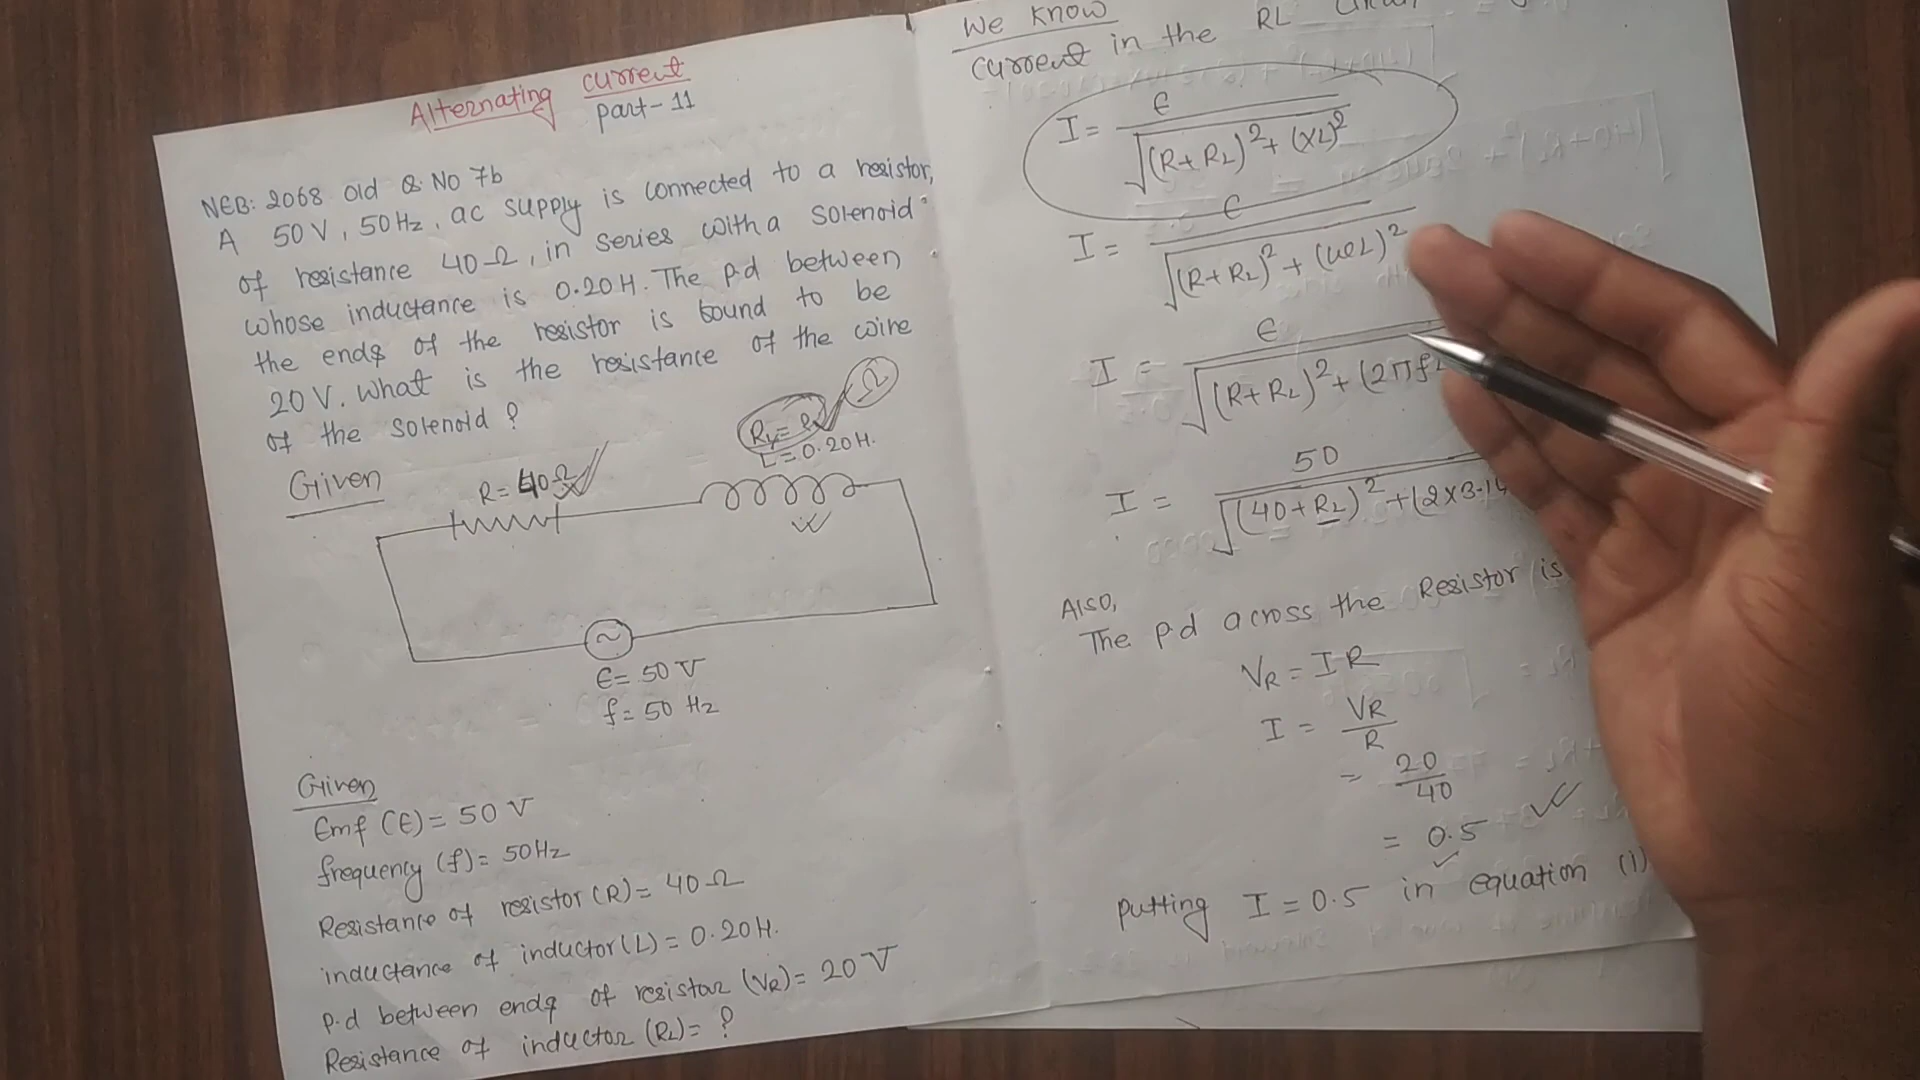 Alternating current
part-11
NEB: 2068 old Q. NO 7b
A 50 V, 50 Hz, ac supply is connected to a resistor,
of resistance 40 Ω, in series with a solenoid
whose inductance is 0.20 H. The p.d between
the ends of the resistor is found to be
20 V. What is the resistance of the wire
of the solenoid ?
Given
R = 40 Ω
L = 0.20 H.
Ω
~
ϵ = 50 V
f = 50 Hz
Given
Emf (ϵ) = 50 V
frequency (f) = 50 Hz
Resistance of resistor (R) = 40 Ω
inductance of inductor (L) = 0.20 H.
p.d between ends of resistor (VR) = 20 V
Resistance of inductor (RL) = ?
We know
current in the RL
I = ϵ / √(R+RL)² + (XL)²
I = ϵ / √(R+RL)² + (ωL)²
I = ϵ / √(R+RL)² + (2πf
I = 50 / √(40+RL)² + (2×3.14
Also,
The p.d across the Resistor is
VR = I R
I = VR / R
= 20 / 40
= 0.5
putting I = 0.5 in equation (1)